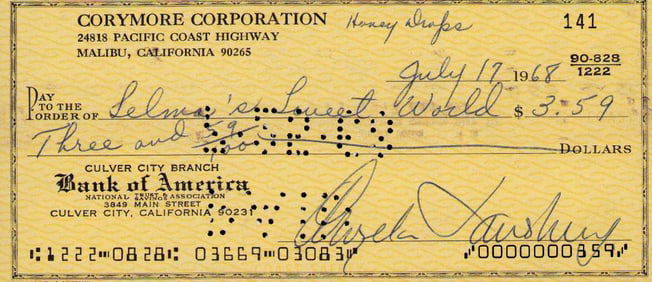 CORYMORE CORPORATION
Honey Drops
141
24818 PACIFIC COAST HIGHWAY
MALIBU, CALIFORNIA 90265
90-828
1222
July 17 1968
PAY
TO THE
ORDER OF Selma's Sweet World $ 3.59
Three and 59/100 DOLLARS
CULVER CITY BRANCH
Bank of America
NATIONAL TRUST & SAVINGS ASSOCIATION
3849 MAIN STREET
CULVER CITY, CALIFORNIA 90231
Angela Lansbury
⑆1222⑉0828⑆ 03669⑉03083⑈ ⑈0000000359⑈